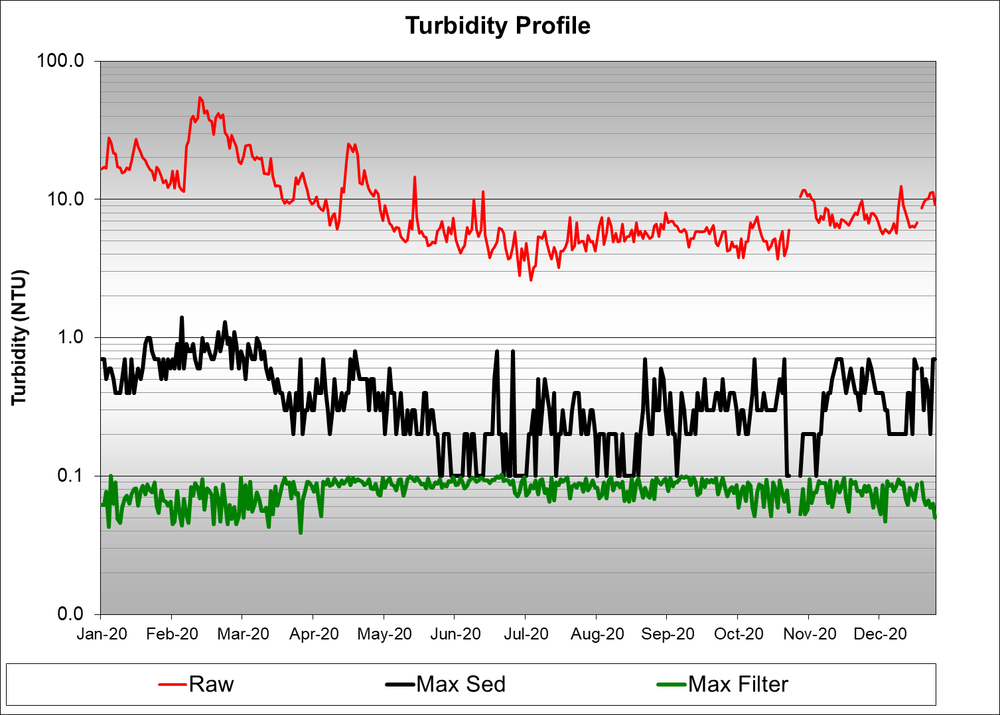 Turbidity Profile
Turbidity (NTU)
100.0
10.0
1.0
0.1
0.0
Jan-20 Feb-20 Mar-20 Apr-20 May-20 Jun-20 Jul-20 Aug-20 Sep-20 Oct-20 Nov-20 Dec-20
Raw Max Sed Max Filter